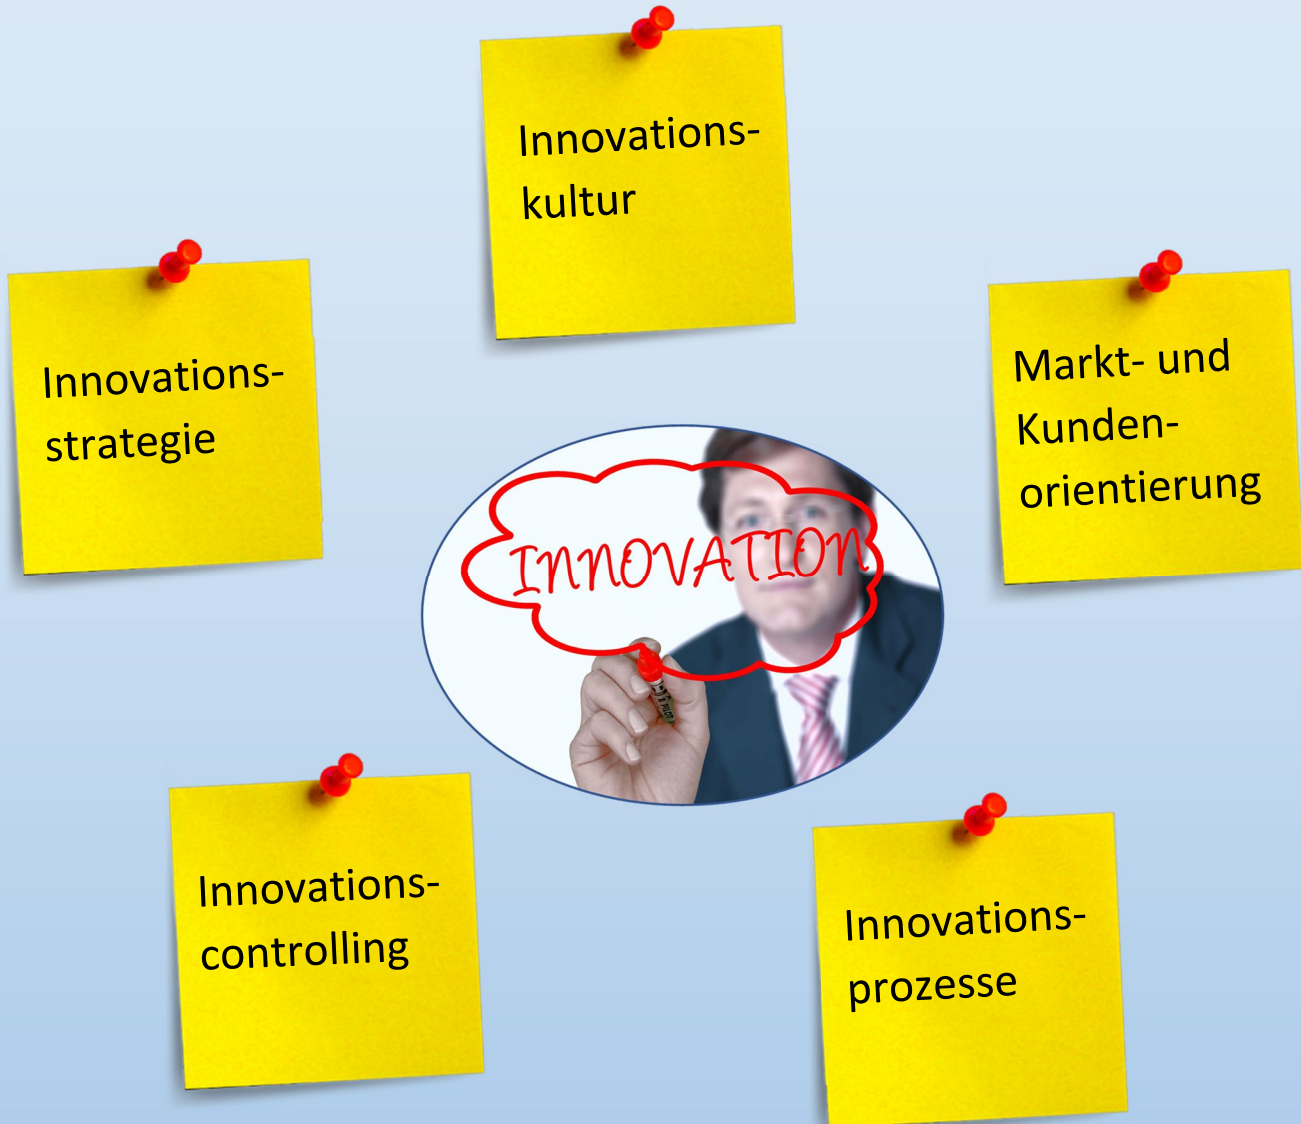 Innovations-
kultur
Innovations-
strategie
Markt- und
Kunden-
orientierung
INNOVATION
Innovations-
controlling
Innovations-
prozesse